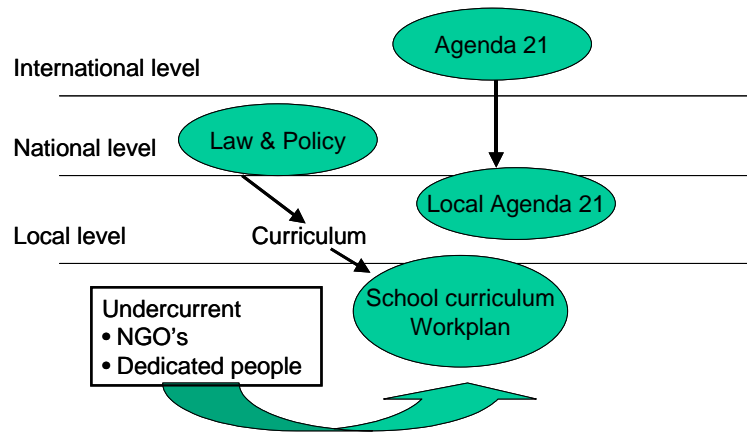 Agenda 21
International level
Law & Policy
National level
Local Agenda 21
Local level
Curriculum
School curriculum
Workplan
Undercurrent
• NGO's
• Dedicated people